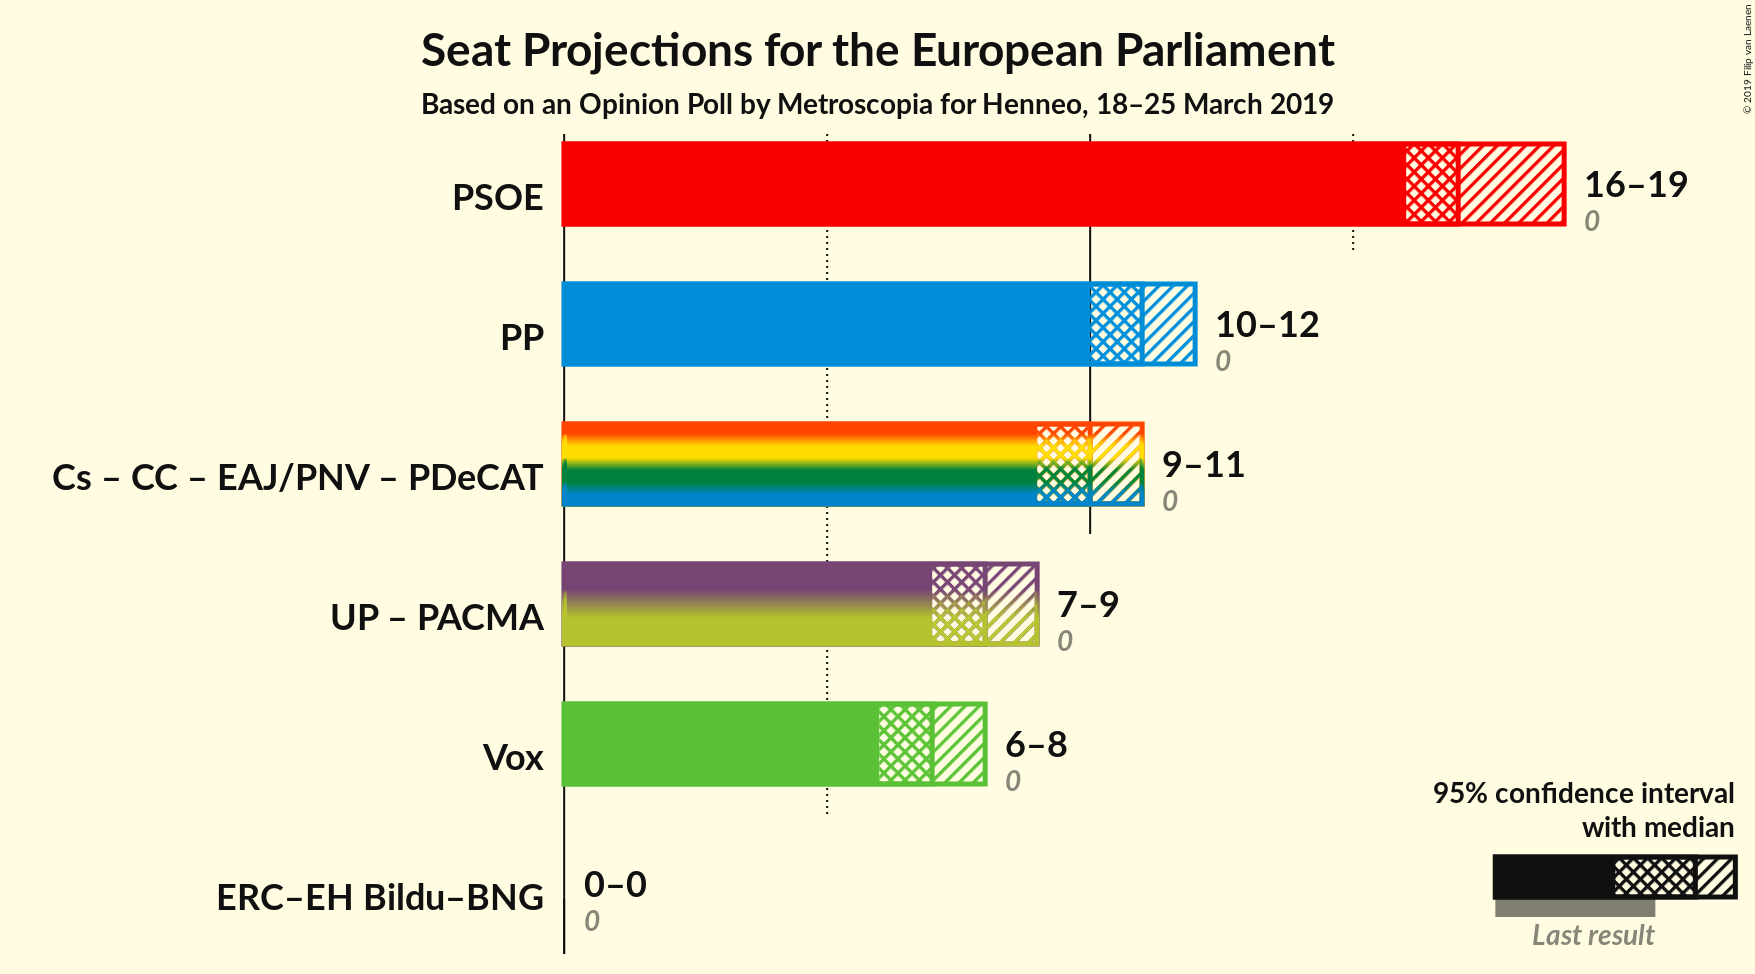 Seat Projections for the European Parliament
Based on an Opinion Poll by Metroscopia for Henneo, 18–25 March 2019
© 2019 Filip van Laenen
PSOE
16–19
0
PP
10–12
0
Cs – CC – EAJ/PNV – PDeCAT
9–11
0
UP – PACMA
7–9
0
Vox
6–8
0
ERC–EH Bildu–BNG
0–0
0
95% confidence interval
with median
Last result